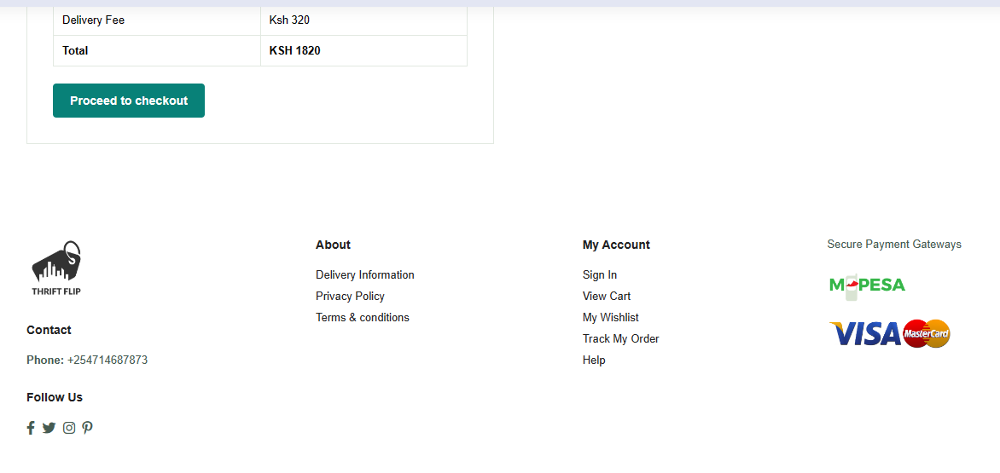 Delivery Fee Ksh 320
Total KSH 1820
Proceed to checkout
THRIFT FLIP
Contact
Phone: +254714687873
Follow Us
About
Delivery Information
Privacy Policy
Terms & conditions
My Account
Sign In
View Cart
My Wishlist
Track My Order
Help
Secure Payment Gateways
M PESA
VISA MasterCard